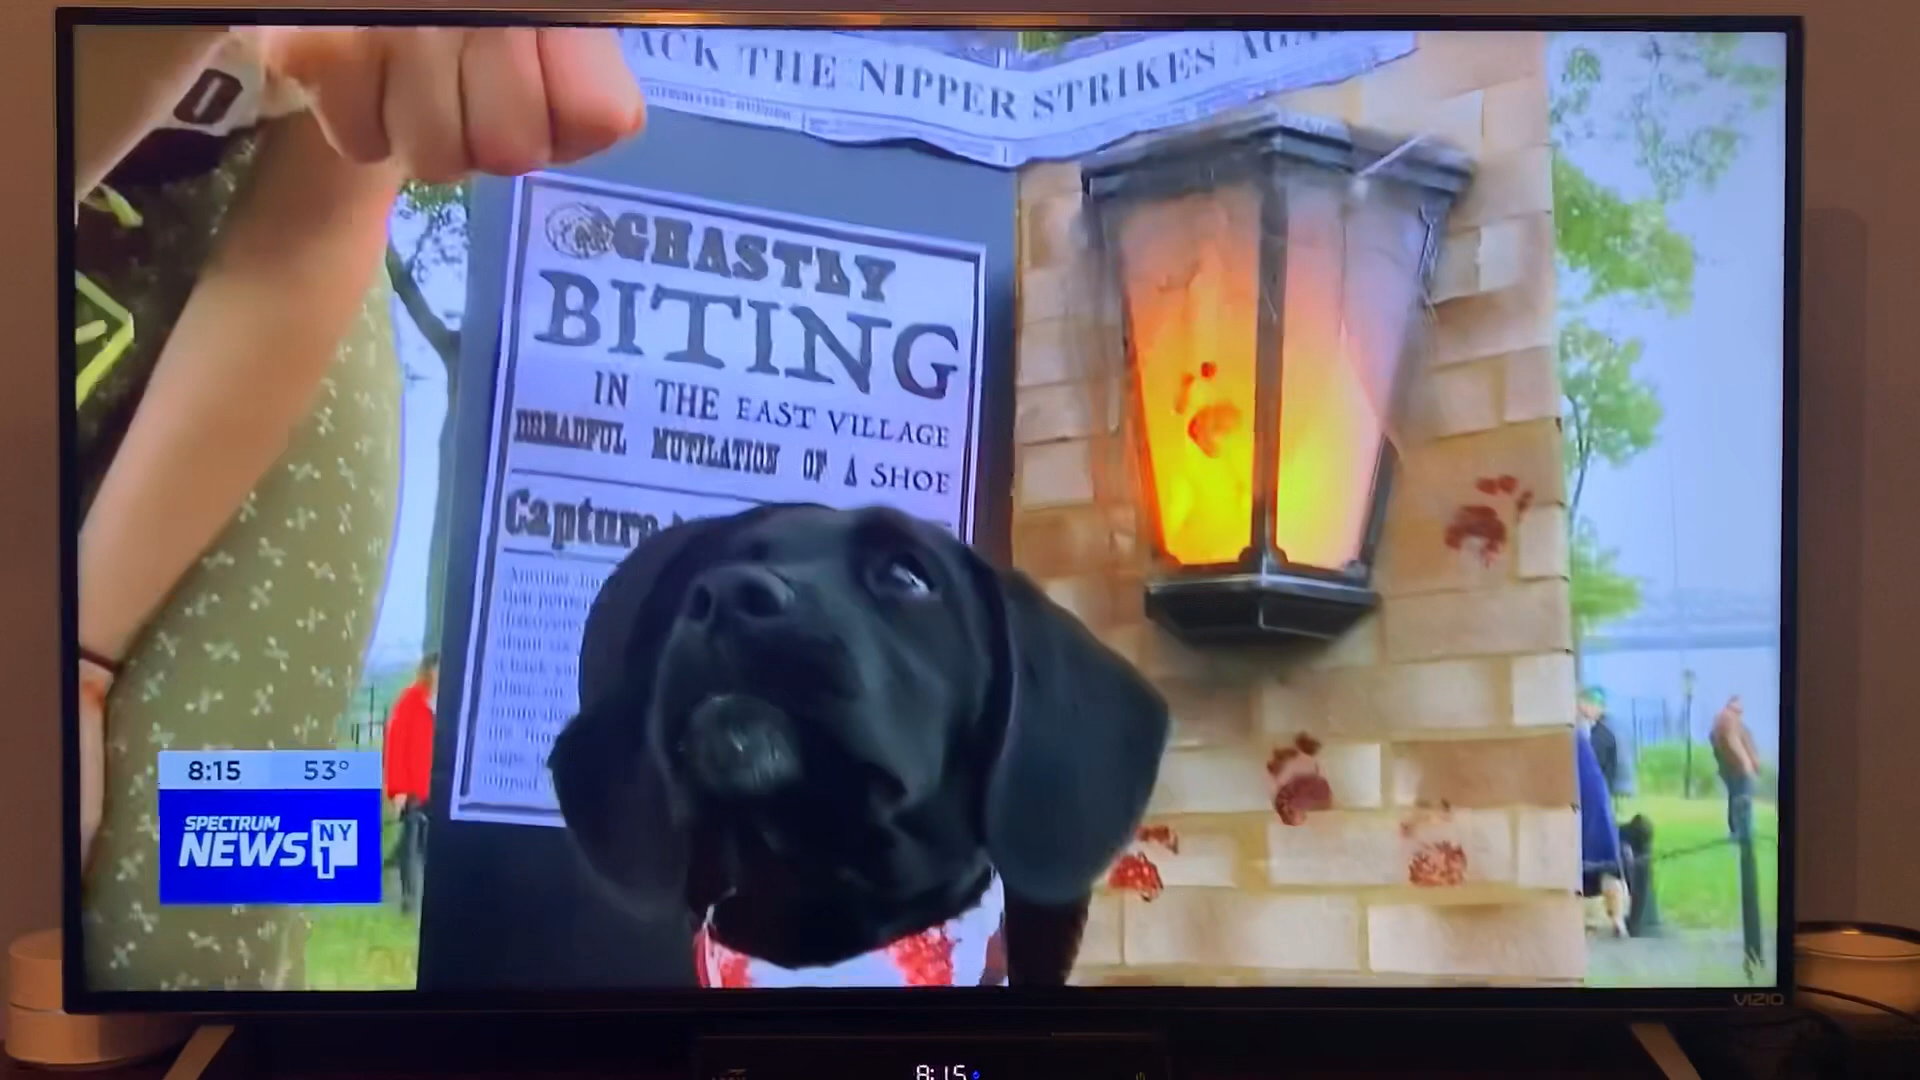 ACK THE NIPPER STRIKES AGA
GHASTLY
BITING
IN THE EAST VILLAGE
DREADFUL MUTILATION OF A SHOE
Capture
8:15 53°
SPECTRUM
NEWS NY
1
VIZIO
8:15